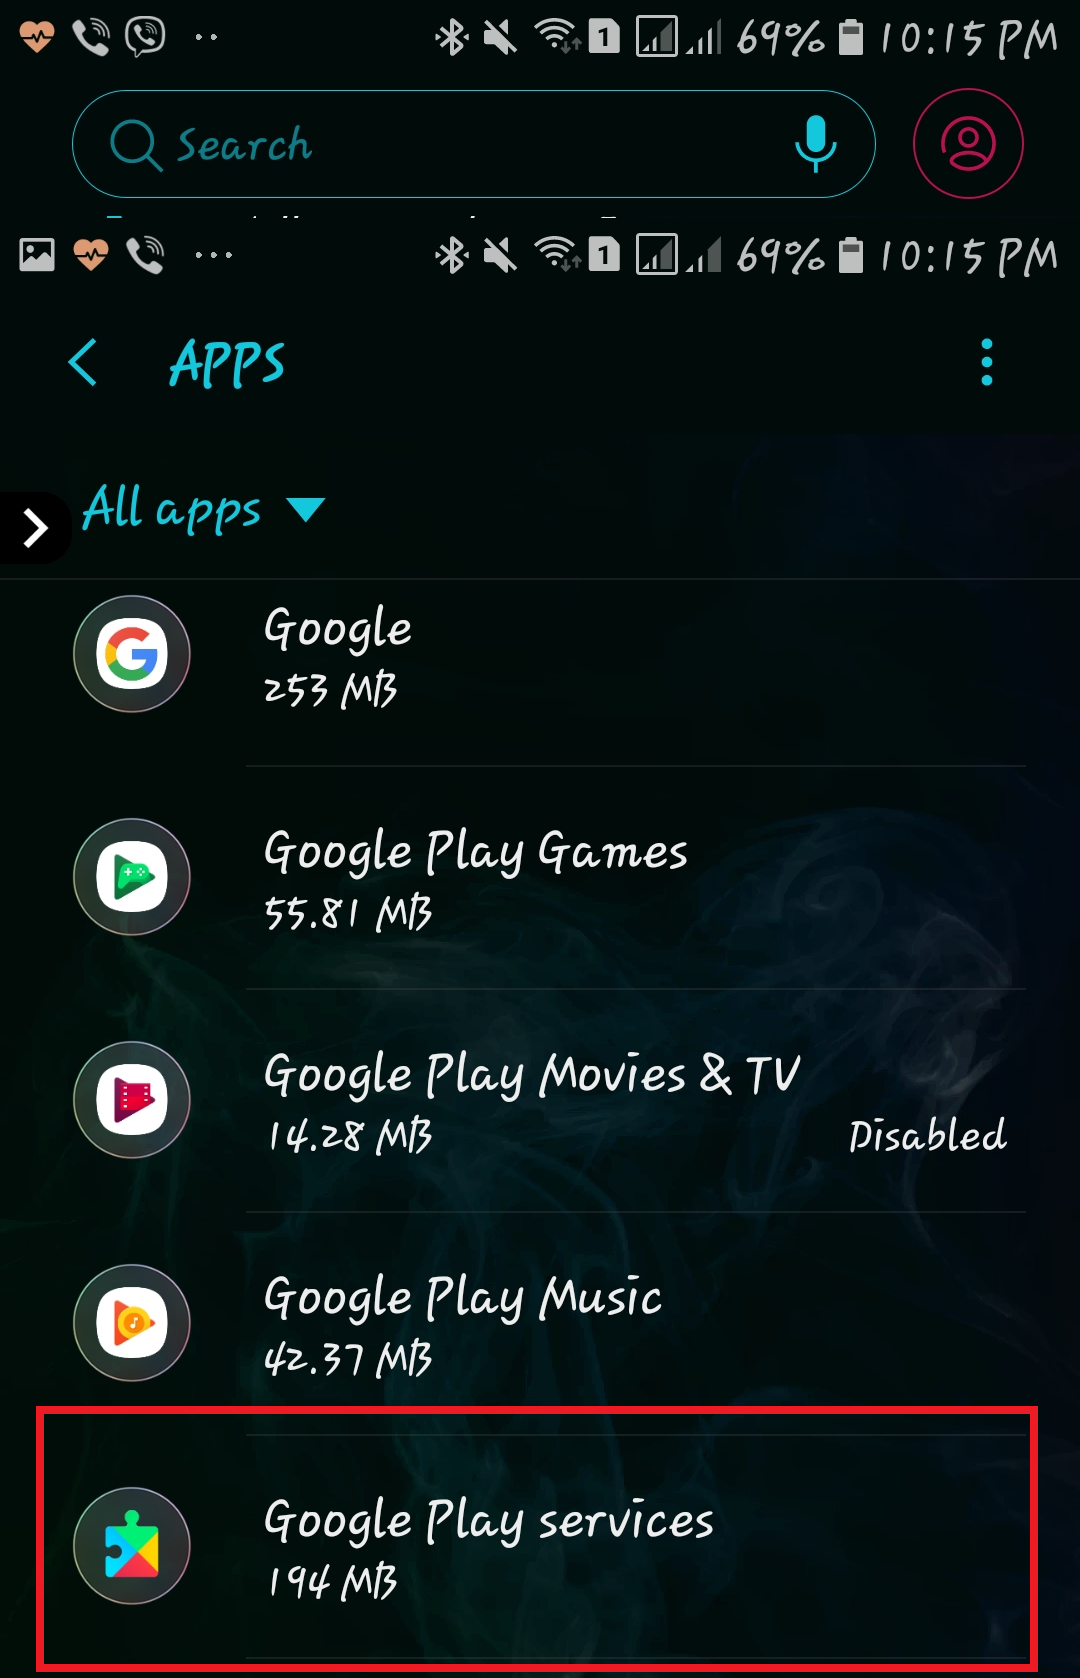 1 69% 10:15 PM
Search
1 69% 10:15 PM
APPS
All apps
Google
253 MB
Google Play Games
55.81 MB
Google Play Movies & TV
14.28 MB
Disabled
Google Play Music
42.37 MB
Google Play services
194 MB